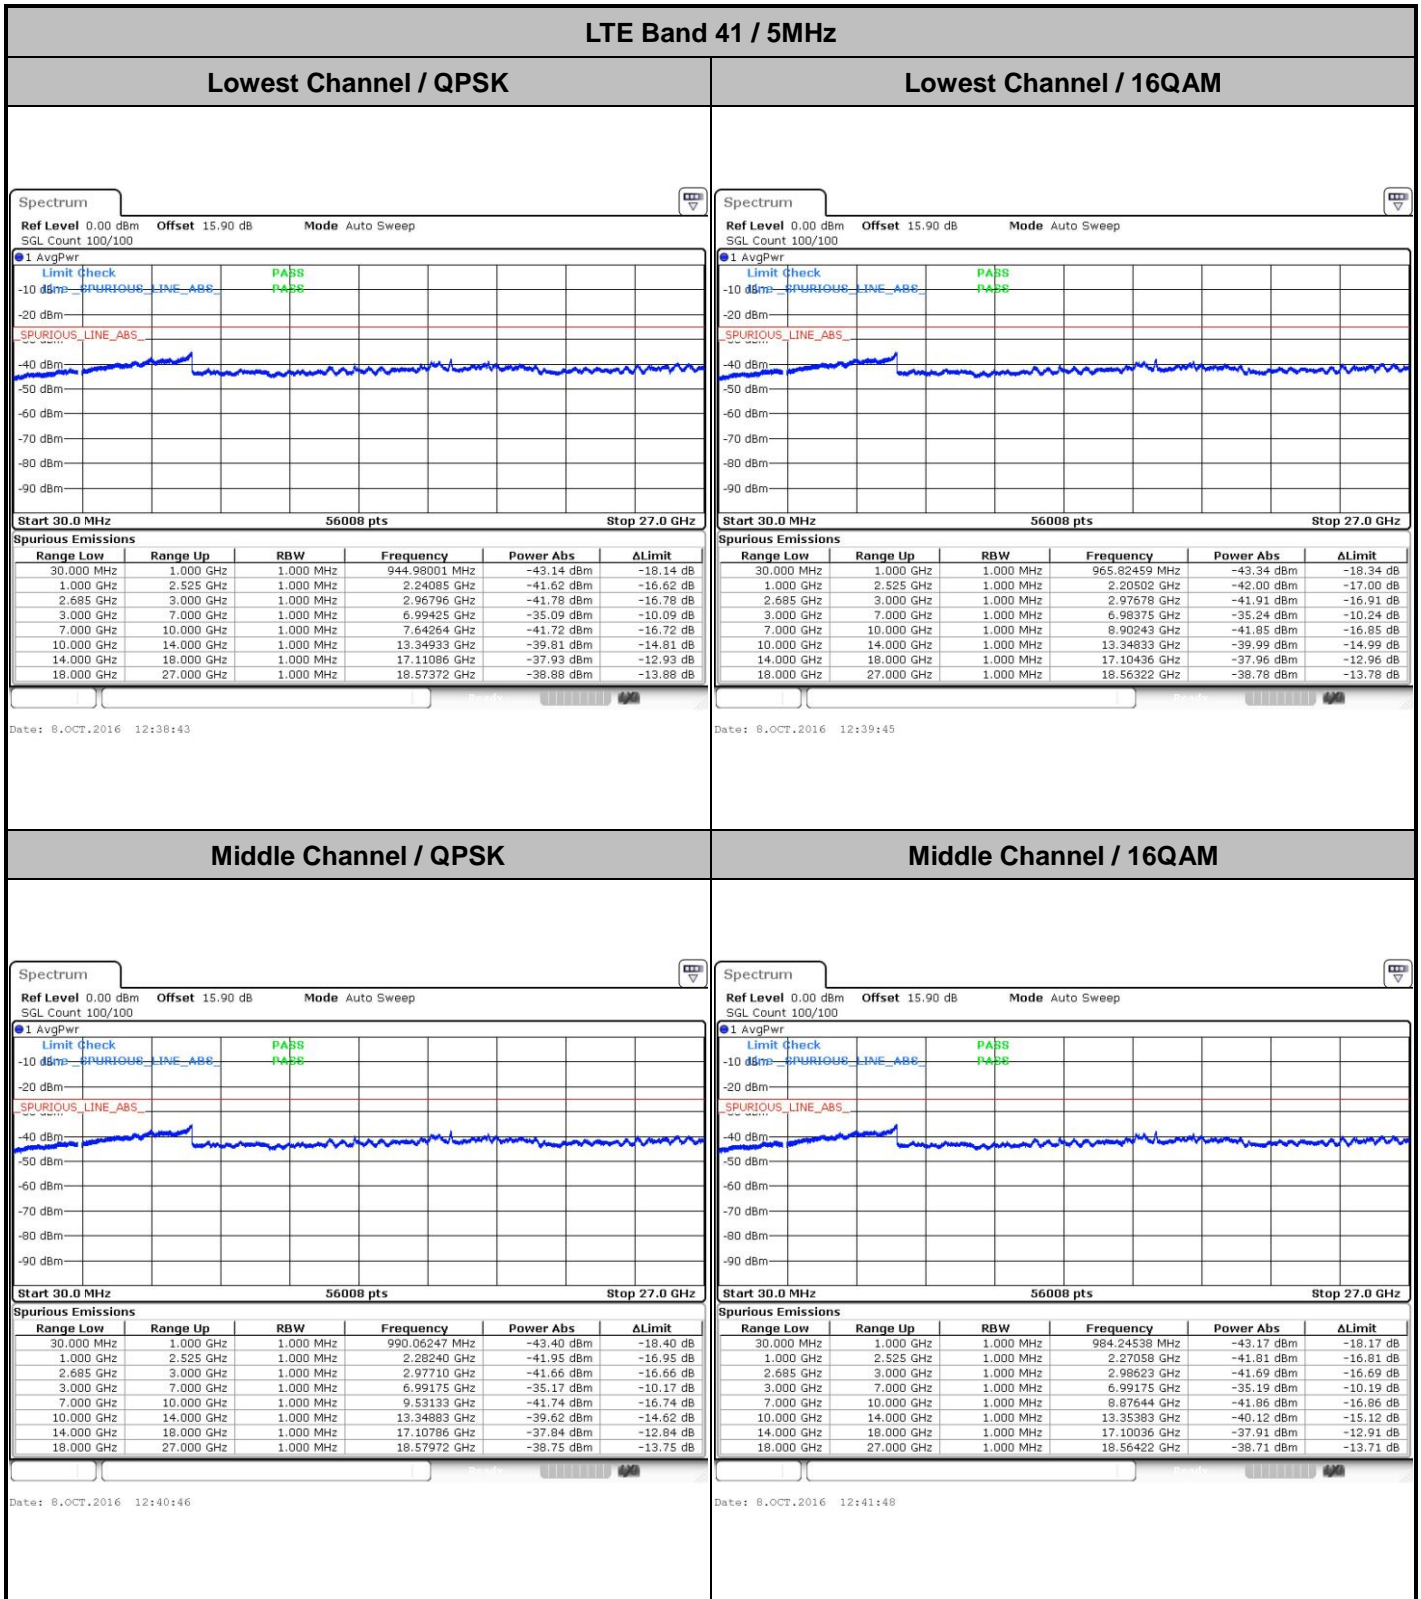 LTE Band 41 / 5MHz
Lowest Channel / QPSK
Lowest Channel / 16QAM
Spectrum
Ref Level 0.00 dBm Offset 15.90 dB Mode Auto Sweep
SGL Count 100/100
1 AvgPwr
Limit Check PASS
-10 dBm Line _SPURIOUS_LINE_ABS_ PASS
-20 dBm
_SPURIOUS_LINE_ABS_
-40 dBm
-50 dBm
-60 dBm
-70 dBm
-80 dBm
-90 dBm
Start 30.0 MHz 56008 pts Stop 27.0 GHz
Spurious Emissions
Range Low Range Up RBW Frequency Power Abs ΔLimit
30.000 MHz 1.000 GHz 1.000 MHz 944.98001 MHz -43.14 dBm -18.14 dB
1.000 GHz 2.525 GHz 1.000 MHz 2.24085 GHz -41.62 dBm -16.62 dB
2.685 GHz 3.000 GHz 1.000 MHz 2.96796 GHz -41.78 dBm -16.78 dB
3.000 GHz 7.000 GHz 1.000 MHz 6.99425 GHz -35.09 dBm -10.09 dB
7.000 GHz 10.000 GHz 1.000 MHz 7.64264 GHz -41.72 dBm -16.72 dB
10.000 GHz 14.000 GHz 1.000 MHz 13.34933 GHz -39.81 dBm -14.81 dB
14.000 GHz 18.000 GHz 1.000 MHz 17.11086 GHz -37.93 dBm -12.93 dB
18.000 GHz 27.000 GHz 1.000 MHz 18.57372 GHz -38.88 dBm -13.88 dB
Date: 8.OCT.2016 12:38:43
Spectrum
Ref Level 0.00 dBm Offset 15.90 dB Mode Auto Sweep
SGL Count 100/100
1 AvgPwr
Limit Check PASS
-10 dBm Line _SPURIOUS_LINE_ABS_ PASS
-20 dBm
_SPURIOUS_LINE_ABS_
-40 dBm
-50 dBm
-60 dBm
-70 dBm
-80 dBm
-90 dBm
Start 30.0 MHz 56008 pts Stop 27.0 GHz
Spurious Emissions
Range Low Range Up RBW Frequency Power Abs ΔLimit
30.000 MHz 1.000 GHz 1.000 MHz 965.82459 MHz -43.34 dBm -18.34 dB
1.000 GHz 2.525 GHz 1.000 MHz 2.20502 GHz -42.00 dBm -17.00 dB
2.685 GHz 3.000 GHz 1.000 MHz 2.97678 GHz -41.91 dBm -16.91 dB
3.000 GHz 7.000 GHz 1.000 MHz 6.98375 GHz -35.24 dBm -10.24 dB
7.000 GHz 10.000 GHz 1.000 MHz 8.90243 GHz -41.85 dBm -16.85 dB
10.000 GHz 14.000 GHz 1.000 MHz 13.34833 GHz -39.99 dBm -14.99 dB
14.000 GHz 18.000 GHz 1.000 MHz 17.10436 GHz -37.96 dBm -12.96 dB
18.000 GHz 27.000 GHz 1.000 MHz 18.56322 GHz -38.78 dBm -13.78 dB
Date: 8.OCT.2016 12:39:45
Middle Channel / QPSK
Middle Channel / 16QAM
Spectrum
Ref Level 0.00 dBm Offset 15.90 dB Mode Auto Sweep
SGL Count 100/100
1 AvgPwr
Limit Check PASS
-10 dBm Line _SPURIOUS_LINE_ABS_ PASS
-20 dBm
_SPURIOUS_LINE_ABS_
-40 dBm
-50 dBm
-60 dBm
-70 dBm
-80 dBm
-90 dBm
Start 30.0 MHz 56008 pts Stop 27.0 GHz
Spurious Emissions
Range Low Range Up RBW Frequency Power Abs ΔLimit
30.000 MHz 1.000 GHz 1.000 MHz 990.06247 MHz -43.40 dBm -18.40 dB
1.000 GHz 2.525 GHz 1.000 MHz 2.28240 GHz -41.95 dBm -16.95 dB
2.685 GHz 3.000 GHz 1.000 MHz 2.97710 GHz -41.66 dBm -16.66 dB
3.000 GHz 7.000 GHz 1.000 MHz 6.99175 GHz -35.17 dBm -10.17 dB
7.000 GHz 10.000 GHz 1.000 MHz 9.53133 GHz -41.74 dBm -16.74 dB
10.000 GHz 14.000 GHz 1.000 MHz 13.34883 GHz -39.62 dBm -14.62 dB
14.000 GHz 18.000 GHz 1.000 MHz 17.10786 GHz -37.84 dBm -12.84 dB
18.000 GHz 27.000 GHz 1.000 MHz 18.57972 GHz -38.75 dBm -13.75 dB
Date: 8.OCT.2016 12:40:46
Spectrum
Ref Level 0.00 dBm Offset 15.90 dB Mode Auto Sweep
SGL Count 100/100
1 AvgPwr
Limit Check PASS
-10 dBm Line _SPURIOUS_LINE_ABS_ PASS
-20 dBm
_SPURIOUS_LINE_ABS_
-40 dBm
-50 dBm
-60 dBm
-70 dBm
-80 dBm
-90 dBm
Start 30.0 MHz 56008 pts Stop 27.0 GHz
Spurious Emissions
Range Low Range Up RBW Frequency Power Abs ΔLimit
30.000 MHz 1.000 GHz 1.000 MHz 984.24538 MHz -43.17 dBm -18.17 dB
1.000 GHz 2.525 GHz 1.000 MHz 2.27058 GHz -41.81 dBm -16.81 dB
2.685 GHz 3.000 GHz 1.000 MHz 2.98623 GHz -41.69 dBm -16.69 dB
3.000 GHz 7.000 GHz 1.000 MHz 6.99175 GHz -35.19 dBm -10.19 dB
7.000 GHz 10.000 GHz 1.000 MHz 8.87644 GHz -41.86 dBm -16.86 dB
10.000 GHz 14.000 GHz 1.000 MHz 13.35383 GHz -40.12 dBm -15.12 dB
14.000 GHz 18.000 GHz 1.000 MHz 17.10036 GHz -37.91 dBm -12.91 dB
18.000 GHz 27.000 GHz 1.000 MHz 18.56422 GHz -38.71 dBm -13.71 dB
Date: 8.OCT.2016 12:41:48